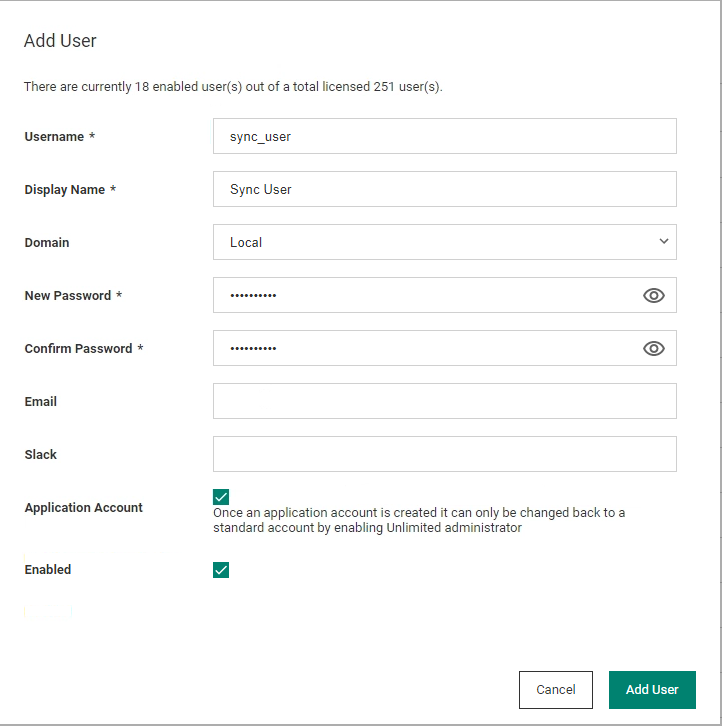 Add User
There are currently 18 enabled user(s) out of a total licensed 251 user(s).
Username *
sync_user
Display Name *
Sync User
Domain
Local
New Password *
••••••••••
Confirm Password *
••••••••••
Email
Slack
Application Account
Once an application account is created it can only be changed back to a
standard account by enabling Unlimited administrator
Enabled
Cancel
Add User